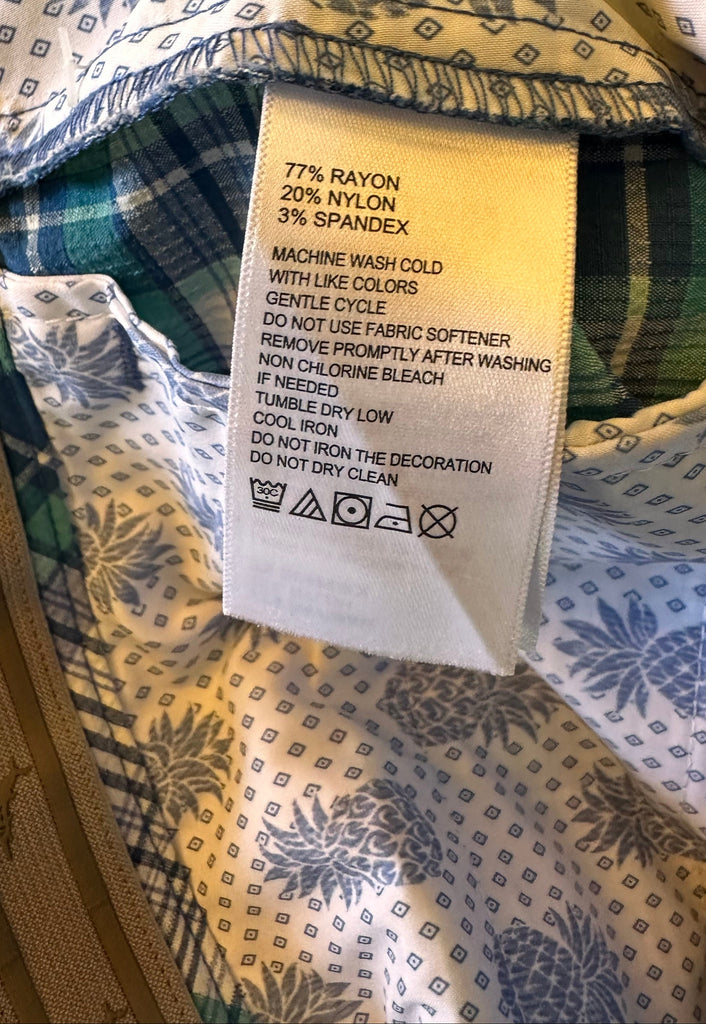 77% RAYON
20% NYLON
3% SPANDEX
MACHINE WASH COLD
WITH LIKE COLORS
GENTLE CYCLE
DO NOT USE FABRIC SOFTENER
REMOVE PROMPTLY AFTER WASHING
NON CHLORINE BLEACH
IF NEEDED
TUMBLE DRY LOW
COOL IRON
DO NOT IRON THE DECORATION
DO NOT DRY CLEAN
30C